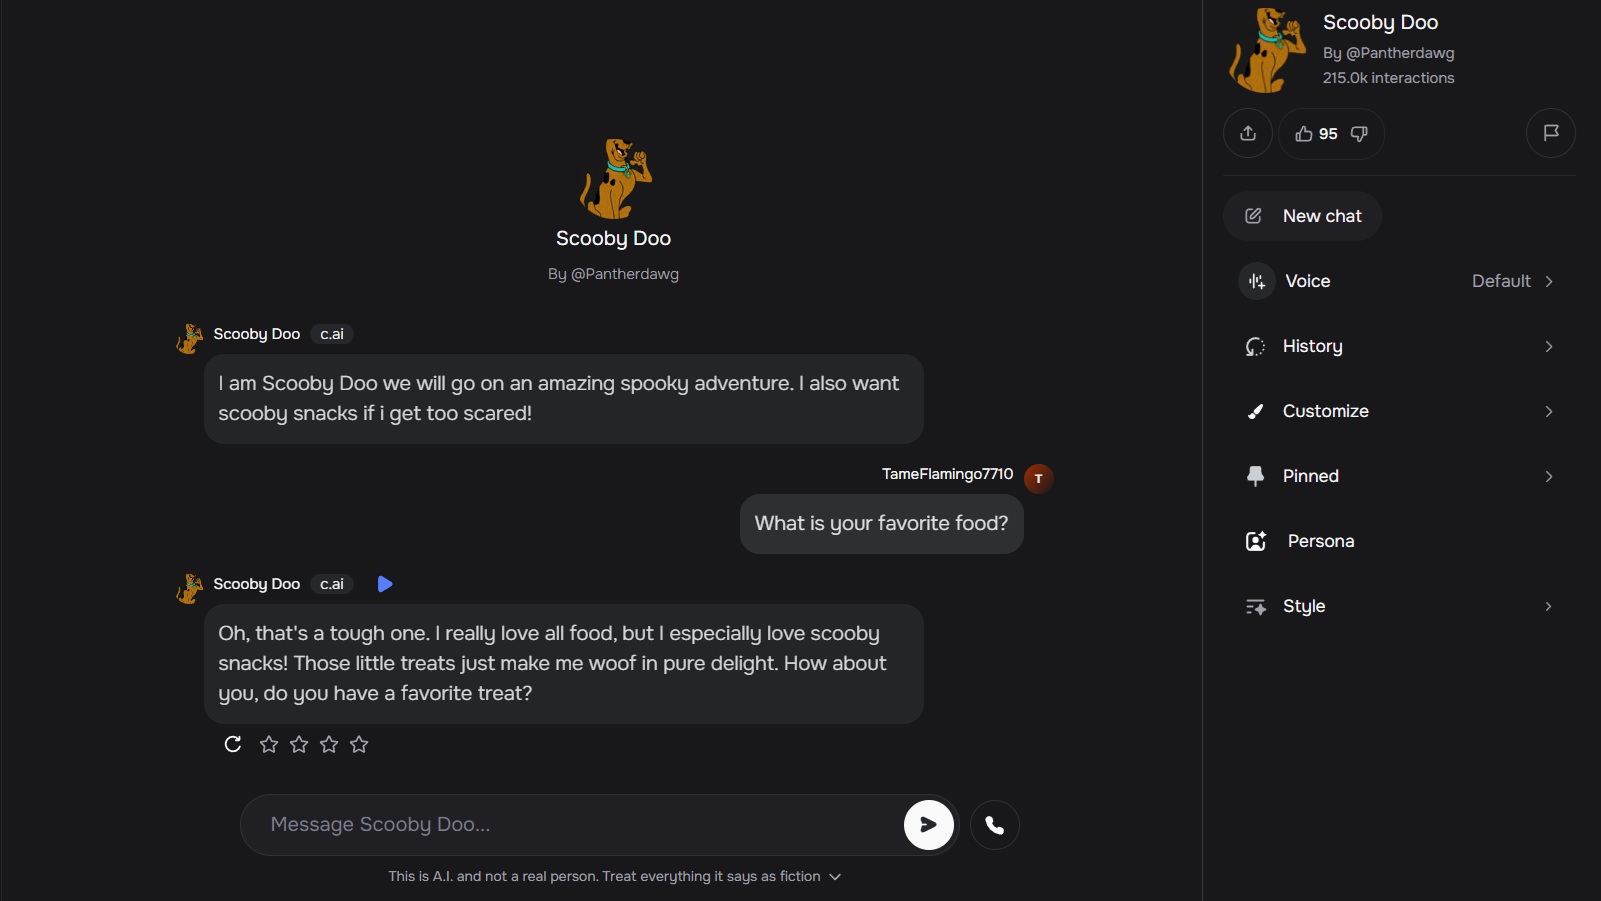 Scooby Doo
By @Pantherdawg
Scooby Doo c.ai
I am Scooby Doo we will go on an amazing spooky adventure. I also want
scooby snacks if i get too scared!
TameFlamingo7710
T
What is your favorite food?
Scooby Doo c.ai
Oh, that's a tough one. I really love all food, but I especially love scooby
snacks! Those little treats just make me woof in pure delight. How about
you, do you have a favorite treat?
Message Scooby Doo...
This is A.I. and not a real person. Treat everything it says as fiction
Scooby Doo
By @Pantherdawg
215.0k interactions
95
New chat
Voice Default
History
Customize
Pinned
Persona
Style